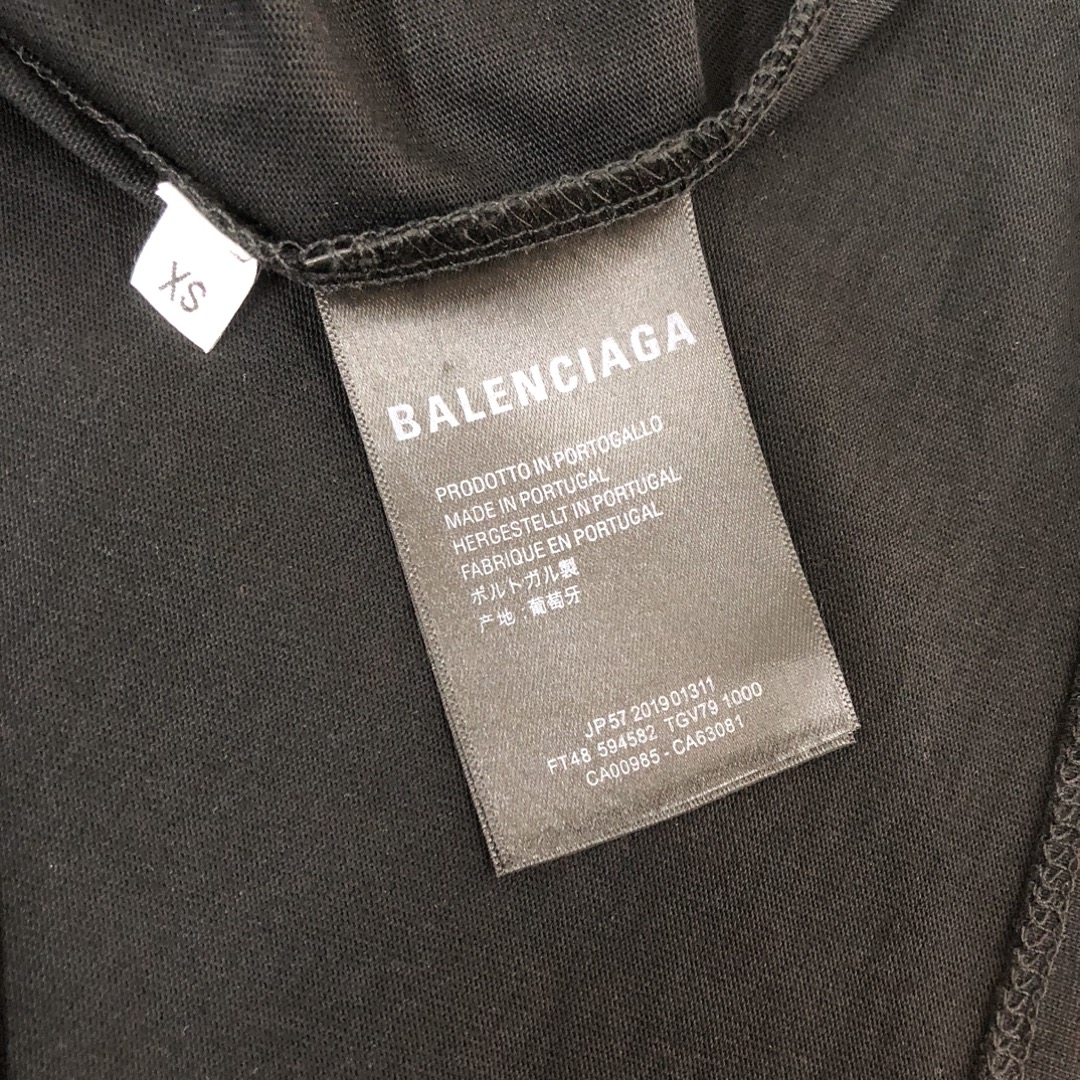 XS
BALENCIAGA
PRODOTTO IN PORTOGALLO
MADE IN PORTUGAL
HERGESTELLT IN PORTUGAL
FABRIQUE EN PORTUGAL
ポルトガル製
产地 : 葡萄牙
JP57 201901311
FT48 594582 TGV79 1000
CA00985 - CA63081